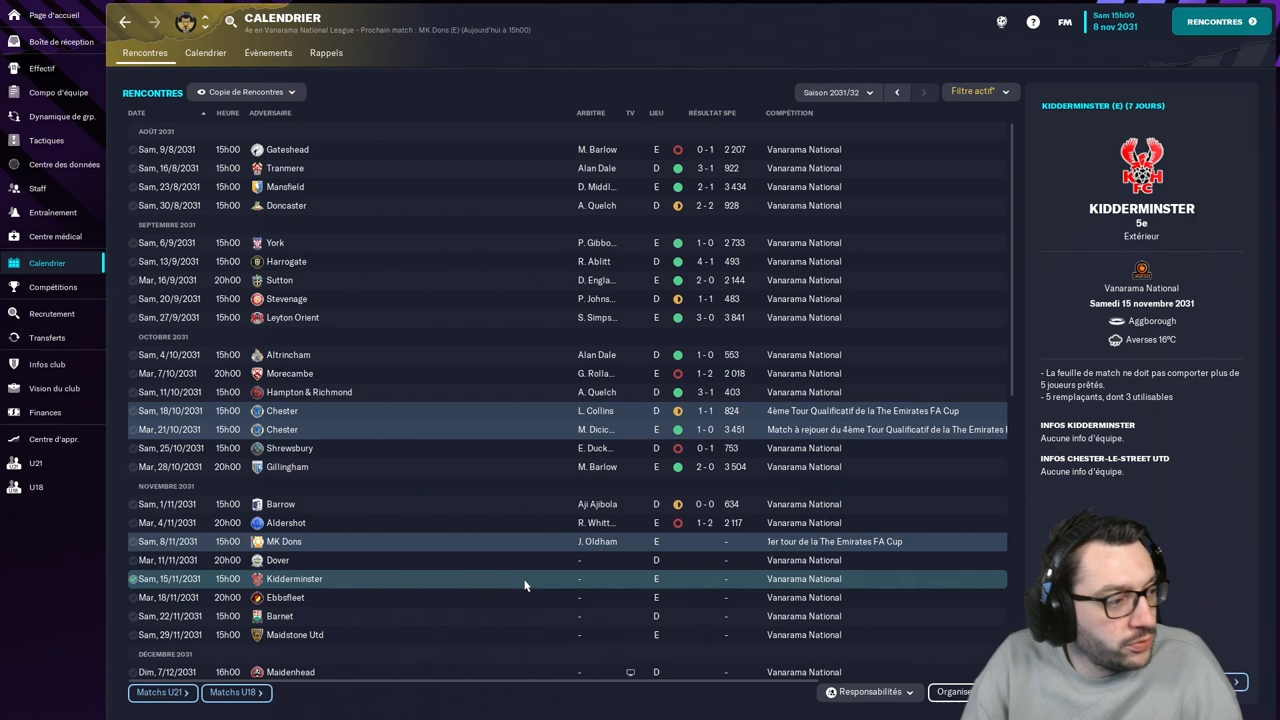 Page d'accueil
Boîte de réception
Effectif
Compo d'équipe
Dynamique de grp.
Tactiques
Centre des données
Staff
Entraînement
Centre médical
Calendrier
Compétitions
Recrutement
Transferts
Infos club
Vision du club
Finances
Centre d'appr.
U21
U18
CALENDRIER
4e en Vanarama National League - Prochain match : MK Dons (E) (Aujourd'hui à 15h00)
FM
Sam 15h00
8 nov 2031
RENCONTRES
Rencontres Calendrier Évènements Rappels
RENCONTRES Copie de Rencontres Saison 2031/32 Filtre actif*
DATE HEURE ADVERSAIRE ARBITRE TV LIEU RÉSULTAT SPE COMPÉTITION
AOÛT 2031
Sam, 9/8/2031 15h00 Gateshead M. Barlow E 0 - 1 2 207 Vanarama National
Sam, 16/8/2031 15h00 Tranmere Alan Dale D 3 - 1 922 Vanarama National
Sam, 23/8/2031 15h00 Mansfield D. Middl... E 2 - 1 3 434 Vanarama National
Sam, 30/8/2031 15h00 Doncaster A. Quelch D 2 - 2 928 Vanarama National
SEPTEMBRE 2031
Sam, 6/9/2031 15h00 York P. Gibbo... E 1 - 0 2 733 Vanarama National
Sam, 13/9/2031 15h00 Harrogate R. Ablitt D 4 - 1 493 Vanarama National
Mar, 16/9/2031 20h00 Sutton D. Engla... E 2 - 0 2 144 Vanarama National
Sam, 20/9/2031 15h00 Stevenage P. Johns... D 1 - 1 483 Vanarama National
Sam, 27/9/2031 15h00 Leyton Orient S. Simps... E 3 - 0 3 841 Vanarama National
OCTOBRE 2031
Sam, 4/10/2031 15h00 Altrincham Alan Dale D 1 - 0 553 Vanarama National
Mar, 7/10/2031 20h00 Morecambe G. Rolla... E 1 - 2 2 018 Vanarama National
Sam, 11/10/2031 15h00 Hampton & Richmond A. Quelch D 3 - 1 403 Vanarama National
Sam, 18/10/2031 15h00 Chester L. Collins D 1 - 1 824 4ème Tour Qualificatif de la The Emirates FA Cup
Mar, 21/10/2031 15h00 Chester M. Dicic... E 1 - 0 3 451 Match à rejouer du 4ème Tour Qualificatif de la The Emirates
Sam, 25/10/2031 15h00 Shrewsbury E. Duck... D 0 - 1 753 Vanarama National
Mar, 28/10/2031 20h00 Gillingham M. Barlow E 2 - 0 3 504 Vanarama National
NOVEMBRE 2031
Sam, 1/11/2031 15h00 Barrow Aji Ajibola D 0 - 0 634 Vanarama National
Mar, 4/11/2031 20h00 Aldershot R. Whitt... E 1 - 2 2 117 Vanarama National
Sam, 8/11/2031 15h00 MK Dons J. Oldham E - 1er tour de la The Emirates FA Cup
Mar, 11/11/2031 20h00 Dover - D - Vanarama National
Sam, 15/11/2031 15h00 Kidderminster - E - Vanarama National
Mar, 18/11/2031 20h00 Ebbsfleet - E - Vanarama National
Sam, 22/11/2031 15h00 Barnet - D - Vanarama National
Sam, 29/11/2031 15h00 Maidstone Utd - E - Vanarama National
DÉCEMBRE 2031
Dim, 7/12/2031 16h00 Maidenhead - D - Vanarama National
Matchs U21 Matchs U18 Responsabilités Organise
KIDDERMINSTER (E) (7 JOURS)
KIDDERMINSTER
5e
Extérieur
Vanarama National
Samedi 15 novembre 2031
Aggborough
Averses 16°C
- La feuille de match ne doit pas comporter plus de
5 joueurs prêtés.
- 5 remplaçants, dont 3 utilisables
INFOS KIDDERMINSTER
Aucune info d'équipe.
INFOS CHESTER-LE-STREET UTD
Aucune info d'équipe.